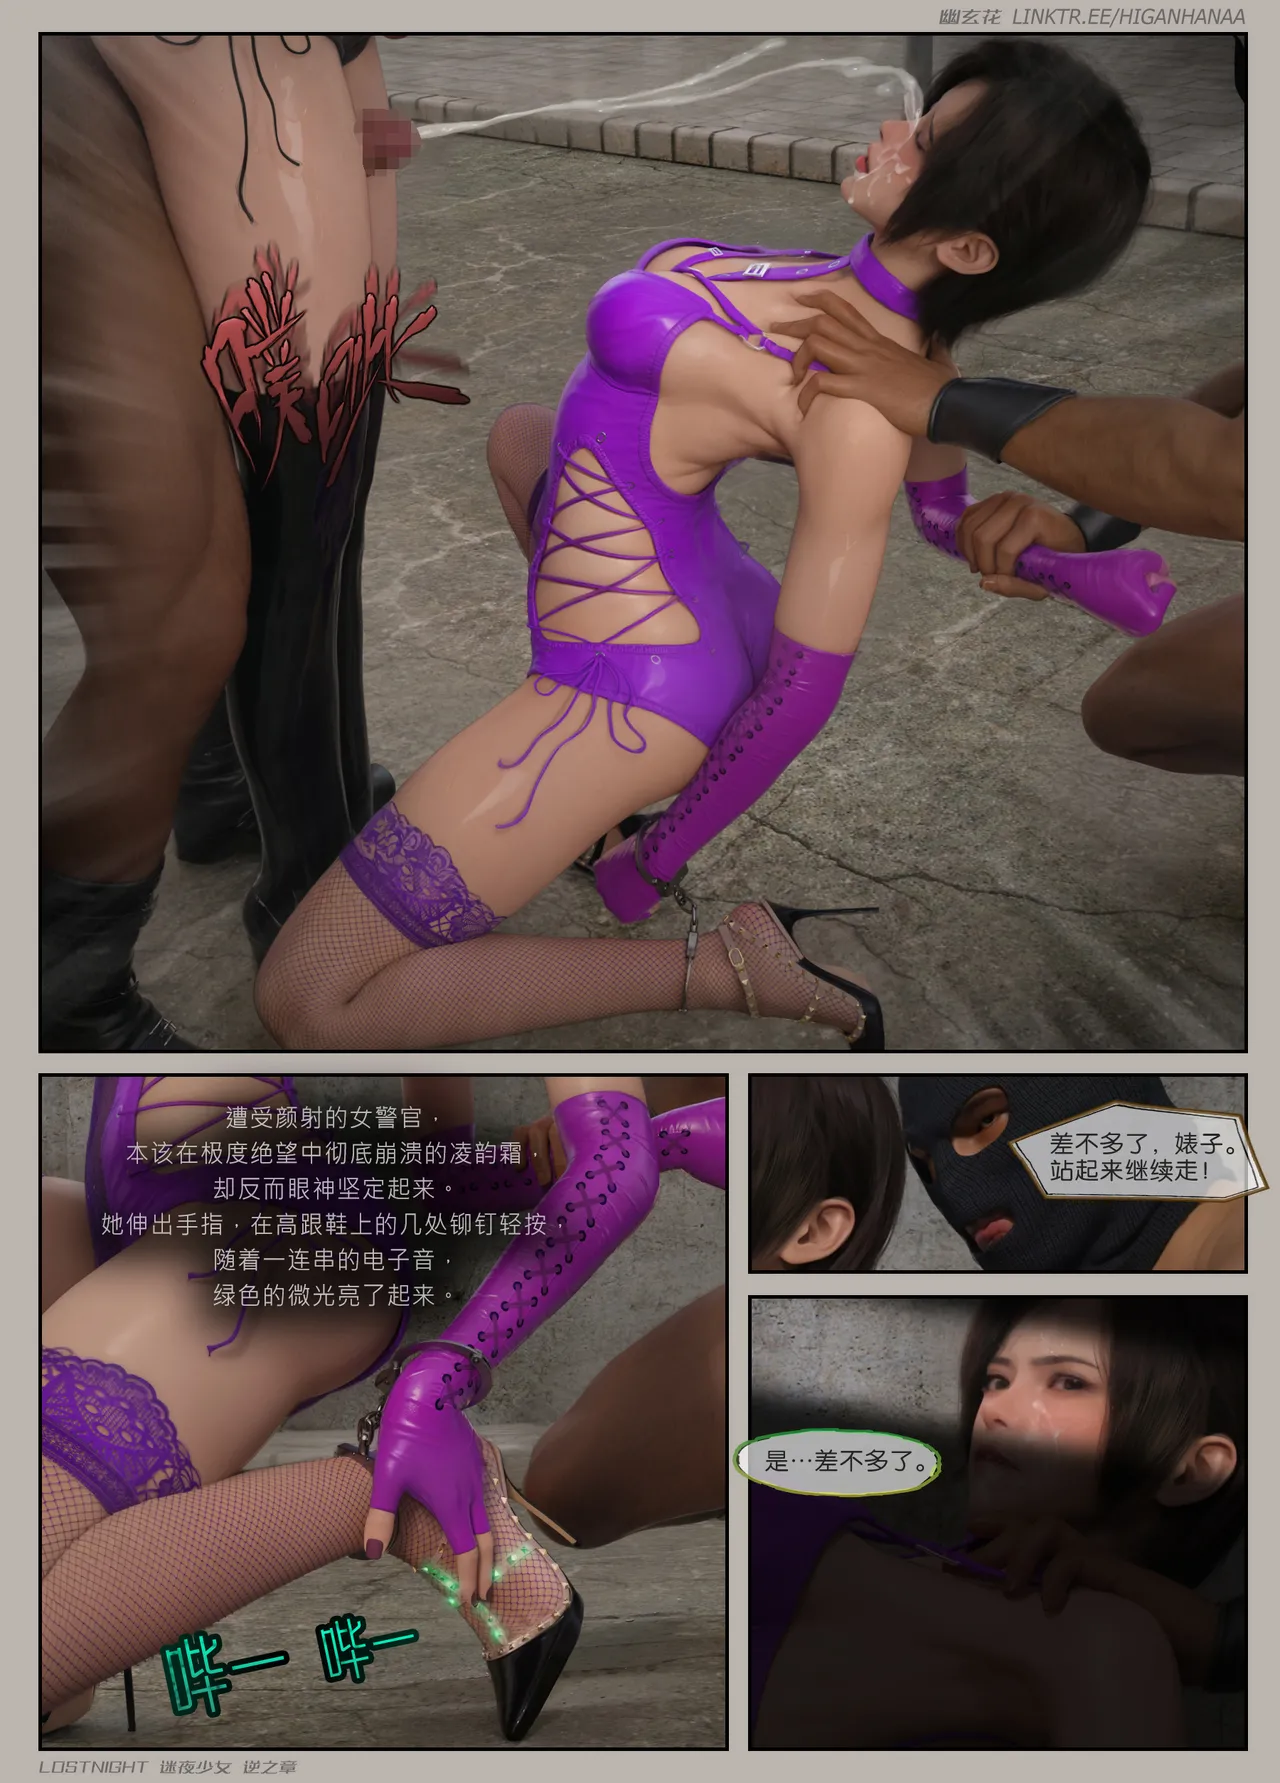 幽玄花 LINKTR.EE/HIGANHANAA
噗呲
遭受颜射的女警官，
本该在极度绝望中彻底崩溃的凌韵霜，
却反而眼神坚定起来。
她伸出手指，在高跟鞋上的几处铆钉轻按，
随着一连串的电子音，
绿色的微光亮了起来。
差不多了，婊子。
站起来继续走！
是…差不多了。
哔一 哔一
LOSTNIGHT 迷夜少女 逆之章